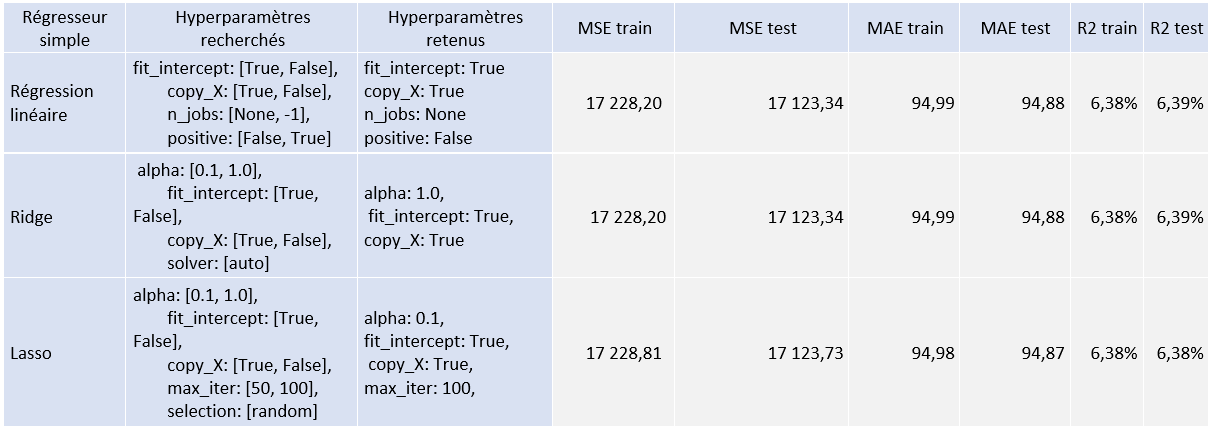 Régresseur simple
Hyperparamètres recherchés
Hyperparamètres retenus
MSE train
MSE test
MAE train
MAE test
R2 train
R2 test
Régression linéaire
fit_intercept: [True, False],
copy_X: [True, False],
n_jobs: [None, -1],
positive: [False, True]
fit_intercept: True
copy_X: True
n_jobs: None
positive: False
17 228,20
17 123,34
94,99
94,88
6,38%
6,39%
Ridge
alpha: [0.1, 1.0],
fit_intercept: [True,
False],
copy_X: [True, False],
solver: [auto]
alpha: 1.0,
fit_intercept: True,
copy_X: True
17 228,20
17 123,34
94,99
94,88
6,38%
6,39%
Lasso
alpha: [0.1, 1.0],
fit_intercept: [True,
False],
copy_X: [True, False],
max_iter: [50, 100],
selection: [random]
alpha: 0.1,
fit_intercept: True,
copy_X: True,
max_iter: 100,
17 228,81
17 123,73
94,98
94,87
6,38%
6,38%